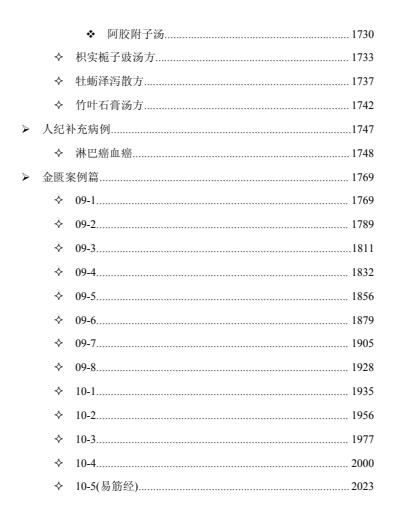 ❖ 阿胶附子汤 1730
✧ 枳实栀子豉汤方 1733
✧ 牡蛎泽泻散方 1737
✧ 竹叶石膏汤方 1742
➢ 人纪补充病例 1747
✧ 淋巴癌血癌 1748
➢ 金匮案例篇 1769
✧ 09-1 1769
✧ 09-2 1789
✧ 09-3 1811
✧ 09-4 1832
✧ 09-5 1856
✧ 09-6 1879
✧ 09-7 1905
✧ 09-8 1928
✧ 10-1 1935
✧ 10-2 1956
✧ 10-3 1977
✧ 10-4 2000
✧ 10-5(易筋经) 2023